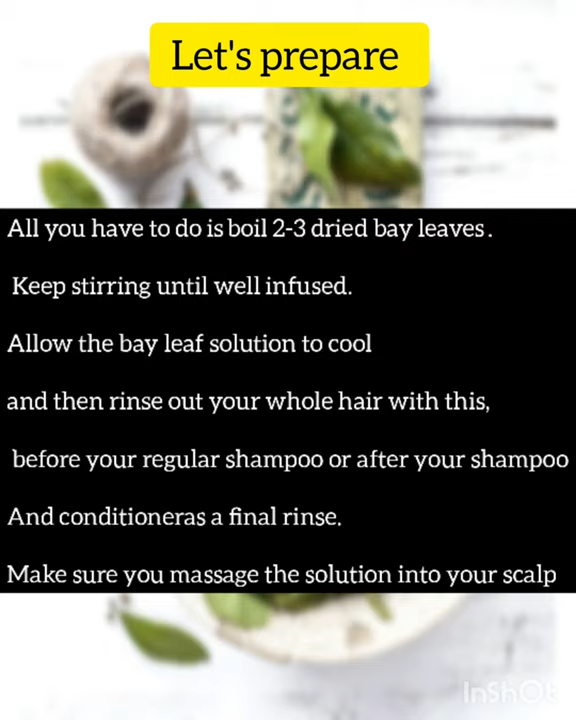 Let's prepare
All you have to do is boil 2-3 dried bay leaves.
Keep stirring until well infused.
Allow the bay leaf solution to cool
and then rinse out your whole hair with this,
before your regular shampoo or after your shampoo
And conditioneras a final rinse.
Make sure you massage the solution into your scalp
InShOt